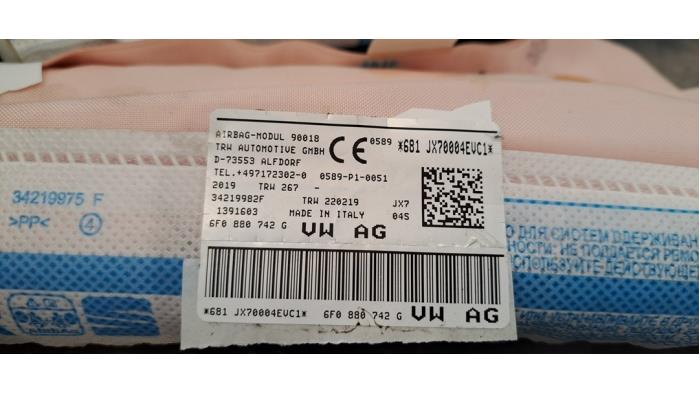 AIRBAG-MODUL 90018
TRW AUTOMOTIVE GMBH CE 0589 *6B1 JX70004EVC1*
D-73553 ALFDORF
TEL.+497172302-0 0589-P1-0051
2019 TRW 267 -
34219982F TRW 220219 JX7
1391603 MADE IN ITALY 04S
6F0 880 742 G VW AG
*6B1 JX70004EVC1* 6F0 880 742 G VW AG
34219975 F
>PP< 4
О ДЛЯ СИСТЕМ
НЕ ПОДДАЕТСЯ